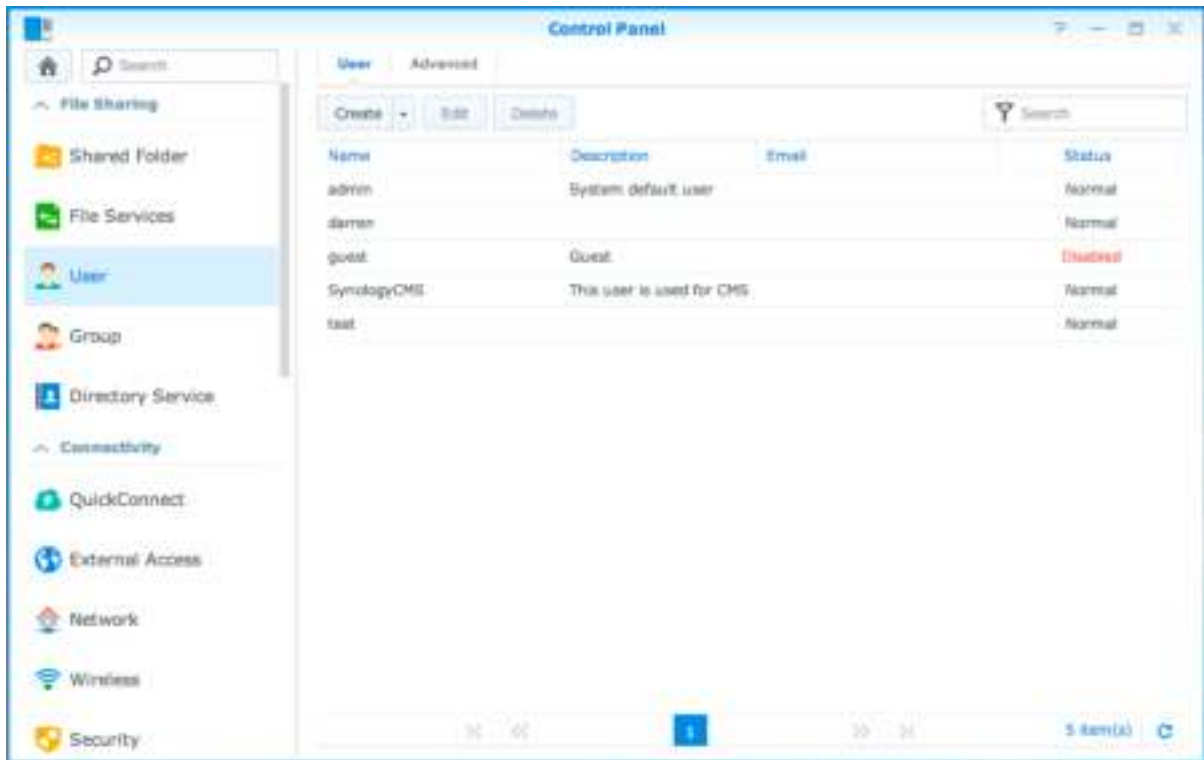 Control Panel
Search
User Advanced
File Sharing
Create Edit Delete
Search
Shared Folder
Name Description Email Status
admin System default user Normal
File Services
darren Normal
guest Guest Disabled
User
SynologyCMS This user is used for CMS Normal
test Normal
Group
Directory Service
Connectivity
QuickConnect
External Access
Network
Wireless
Security
1
5 item(s)